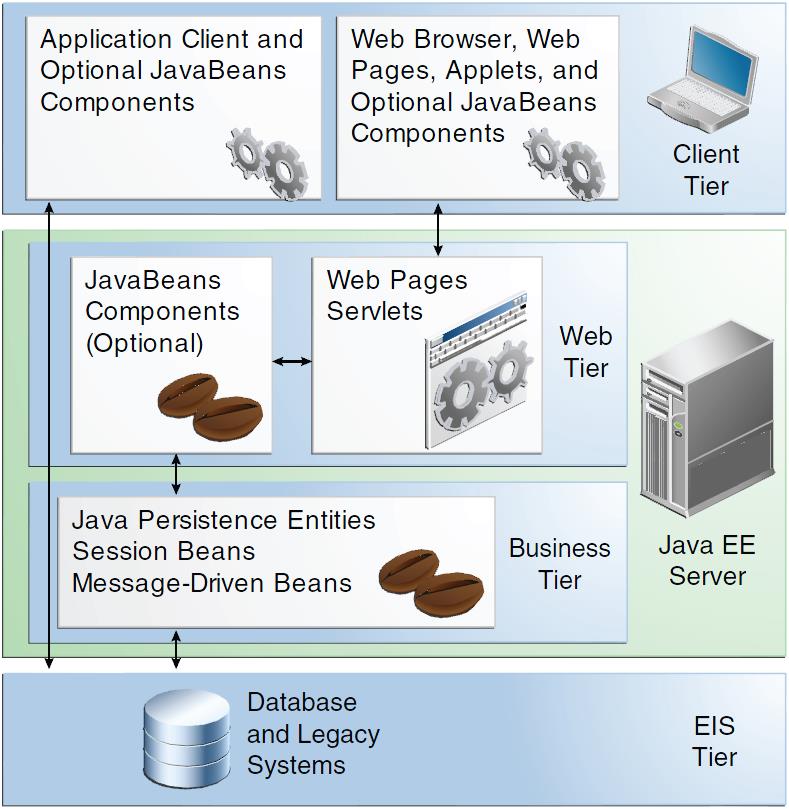 Application Client and
Optional JavaBeans
Components
Web Browser, Web
Pages, Applets, and
Optional JavaBeans
Components
Client
Tier
JavaBeans
Components
(Optional)
Web Pages
Servlets
Web
Tier
Java Persistence Entities
Session Beans
Message-Driven Beans
Business
Tier
Java EE
Server
Database
and Legacy
Systems
EIS
Tier